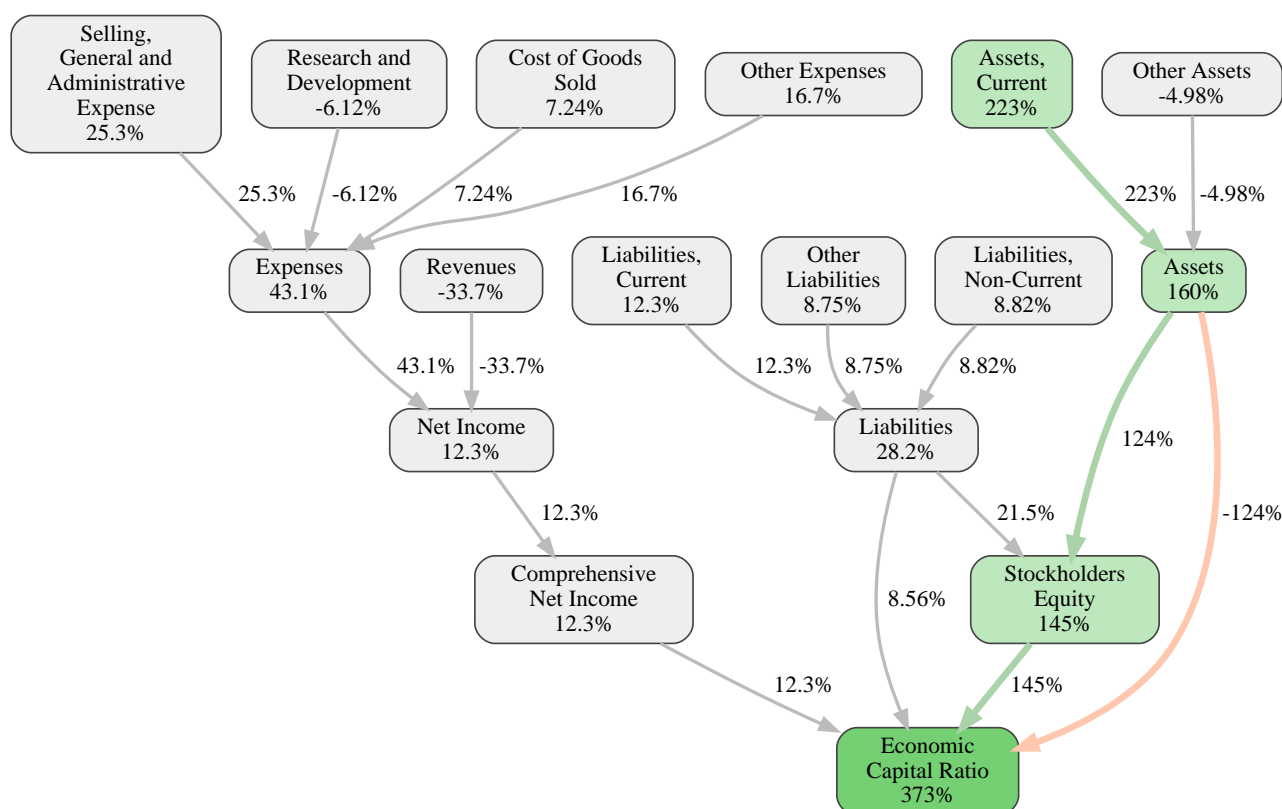 Selling,
General and
Administrative
Expense
25.3%
Research and
Development
-6.12%
Cost of Goods
Sold
7.24%
Other Expenses
16.7%
Assets,
Current
223%
Other Assets
-4.98%
25.3%
-6.12%
7.24%
16.7%
223%
-4.98%
Expenses
43.1%
Revenues
-33.7%
Liabilities,
Current
12.3%
Other
Liabilities
8.75%
Liabilities,
Non-Current
8.82%
Assets
160%
43.1%
-33.7%
12.3%
8.75%
8.82%
Net Income
12.3%
Liabilities
28.2%
124%
-124%
12.3%
21.5%
Comprehensive
Net Income
12.3%
8.56%
Stockholders
Equity
145%
12.3%
145%
Economic
Capital Ratio
373%